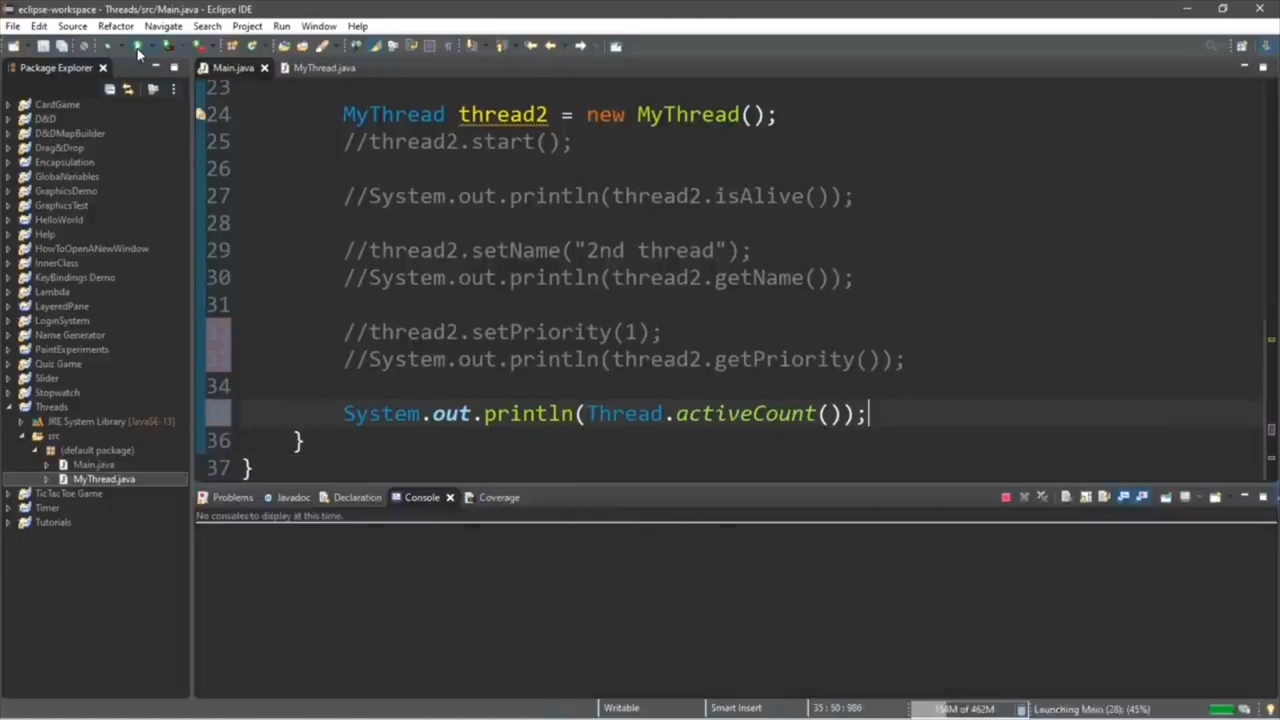 eclipse-workspace - Threads/src/Main.java - Eclipse IDE
File Edit Source Refactor Navigate Search Project Run Window Help
Package Explorer
Main.java MyThread.java
CardGame
D&D
D&DMapBuilder
Drag&Drop
Encapsulation
GlobalVariables
GraphicsDemo
GraphicsTest
HelloWorld
Help
HowToOpenANewWindow
InnerClass
KeyBindings Demo
Lambda
LayeredPane
LoginSystem
Name Generator
PaintExperiments
Quiz Game
Slider
Stopwatch
Threads
JRE System Library [JavaSE-13]
src
(default package)
Main.java
MyThread.java
TicTacToe Game
Timer
Tutorials
23
24 MyThread thread2 = new MyThread();
25 //thread2.start();
26
27 //System.out.println(thread2.isAlive());
28
29 //thread2.setName("2nd thread");
30 //System.out.println(thread2.getName());
31
//thread2.setPriority(1);
//System.out.println(thread2.getPriority());
34
System.out.println(Thread.activeCount());
36 }
37 }
Problems Javadoc Declaration Console Coverage
No consoles to display at this time.
Writable Smart Insert 35 : 50 : 986 Launching Main (28): (45%)